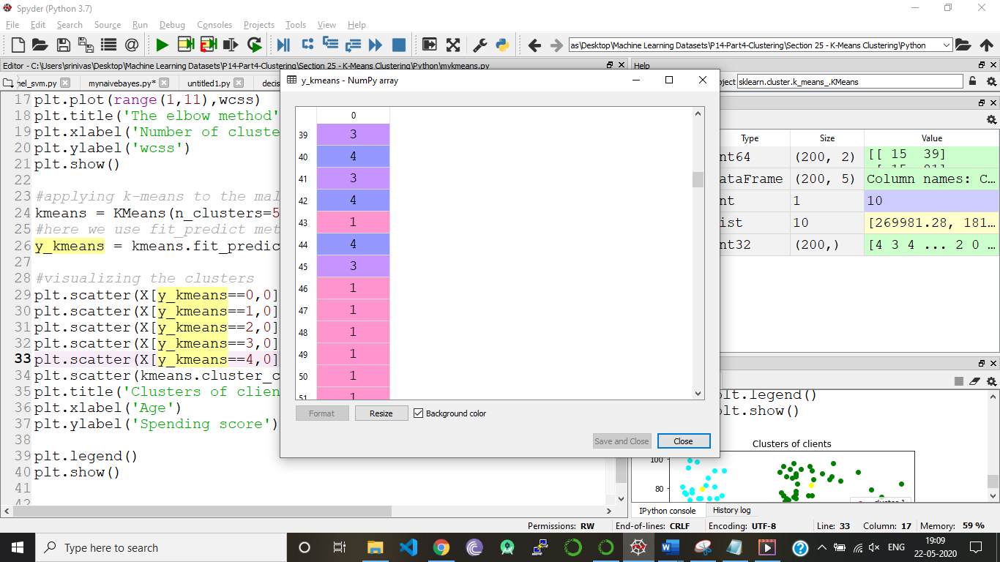 Spyder (Python 3.7)
File Edit Search Source Run Debug Consoles Projects Tools View Help
as\Desktop\Machine Learning Datasets\P14-Part4-Clustering\Section 25 - K-Means Clustering\Python
Editor - C:\Users\srinivas\Desktop\Machine Learning Datasets\P14-Part4-Clustering\Section 25 - K-Means Clustering\Python\mykmeans.py
nel_svm.py mynaivebayes.py* untitled1.py decis
17 plt.plot(range(1,11),wcss)
18 plt.title('The elbow method'
19 plt.xlabel('Number of cluste
20 plt.ylabel('wcss')
21 plt.show()
22
23 #applying k-means to the mal
24 kmeans = KMeans(n_clusters=5
25 #here we use fit_predict met
26 y_kmeans = kmeans.fit_predic
27
28 #visualizing the clusters
29 plt.scatter(X[y_kmeans==0,0]
30 plt.scatter(X[y_kmeans==1,0]
31 plt.scatter(X[y_kmeans==2,0]
32 plt.scatter(X[y_kmeans==3,0]
33 plt.scatter(X[y_kmeans==4,0]
34 plt.scatter(kmeans.cluster_c
35 plt.title('Clusters of clien
36 plt.xlabel('Age')
37 plt.ylabel('Spending score')
38
39 plt.legend()
40 plt.show()
41
42
y_kmeans - NumPy array
0
39 3
40 4
41 3
42 4
43 1
44 4
45 3
46 1
47 1
48 1
49 1
50 1
51 1
Format Resize Background color
Save and Close Close
Help
oject sklearn.cluster.k_means_.KMeans
Type Size Value
nt64 (200, 2) [[ 15 39]
ataFrame (200, 5) Column names: C...
nt 1 10
ist 10 [269981.28, 181...
nt32 (200,) [4 3 4 ... 2 0 ...
plt.legend()
plt.show()
Clusters of clients
100
80
cluster 1
IPython console History log
Permissions: RW End-of-lines: CRLF Encoding: UTF-8 Line: 33 Column: 17 Memory: 59 %
Type here to search
ENG
19:09
22-05-2020